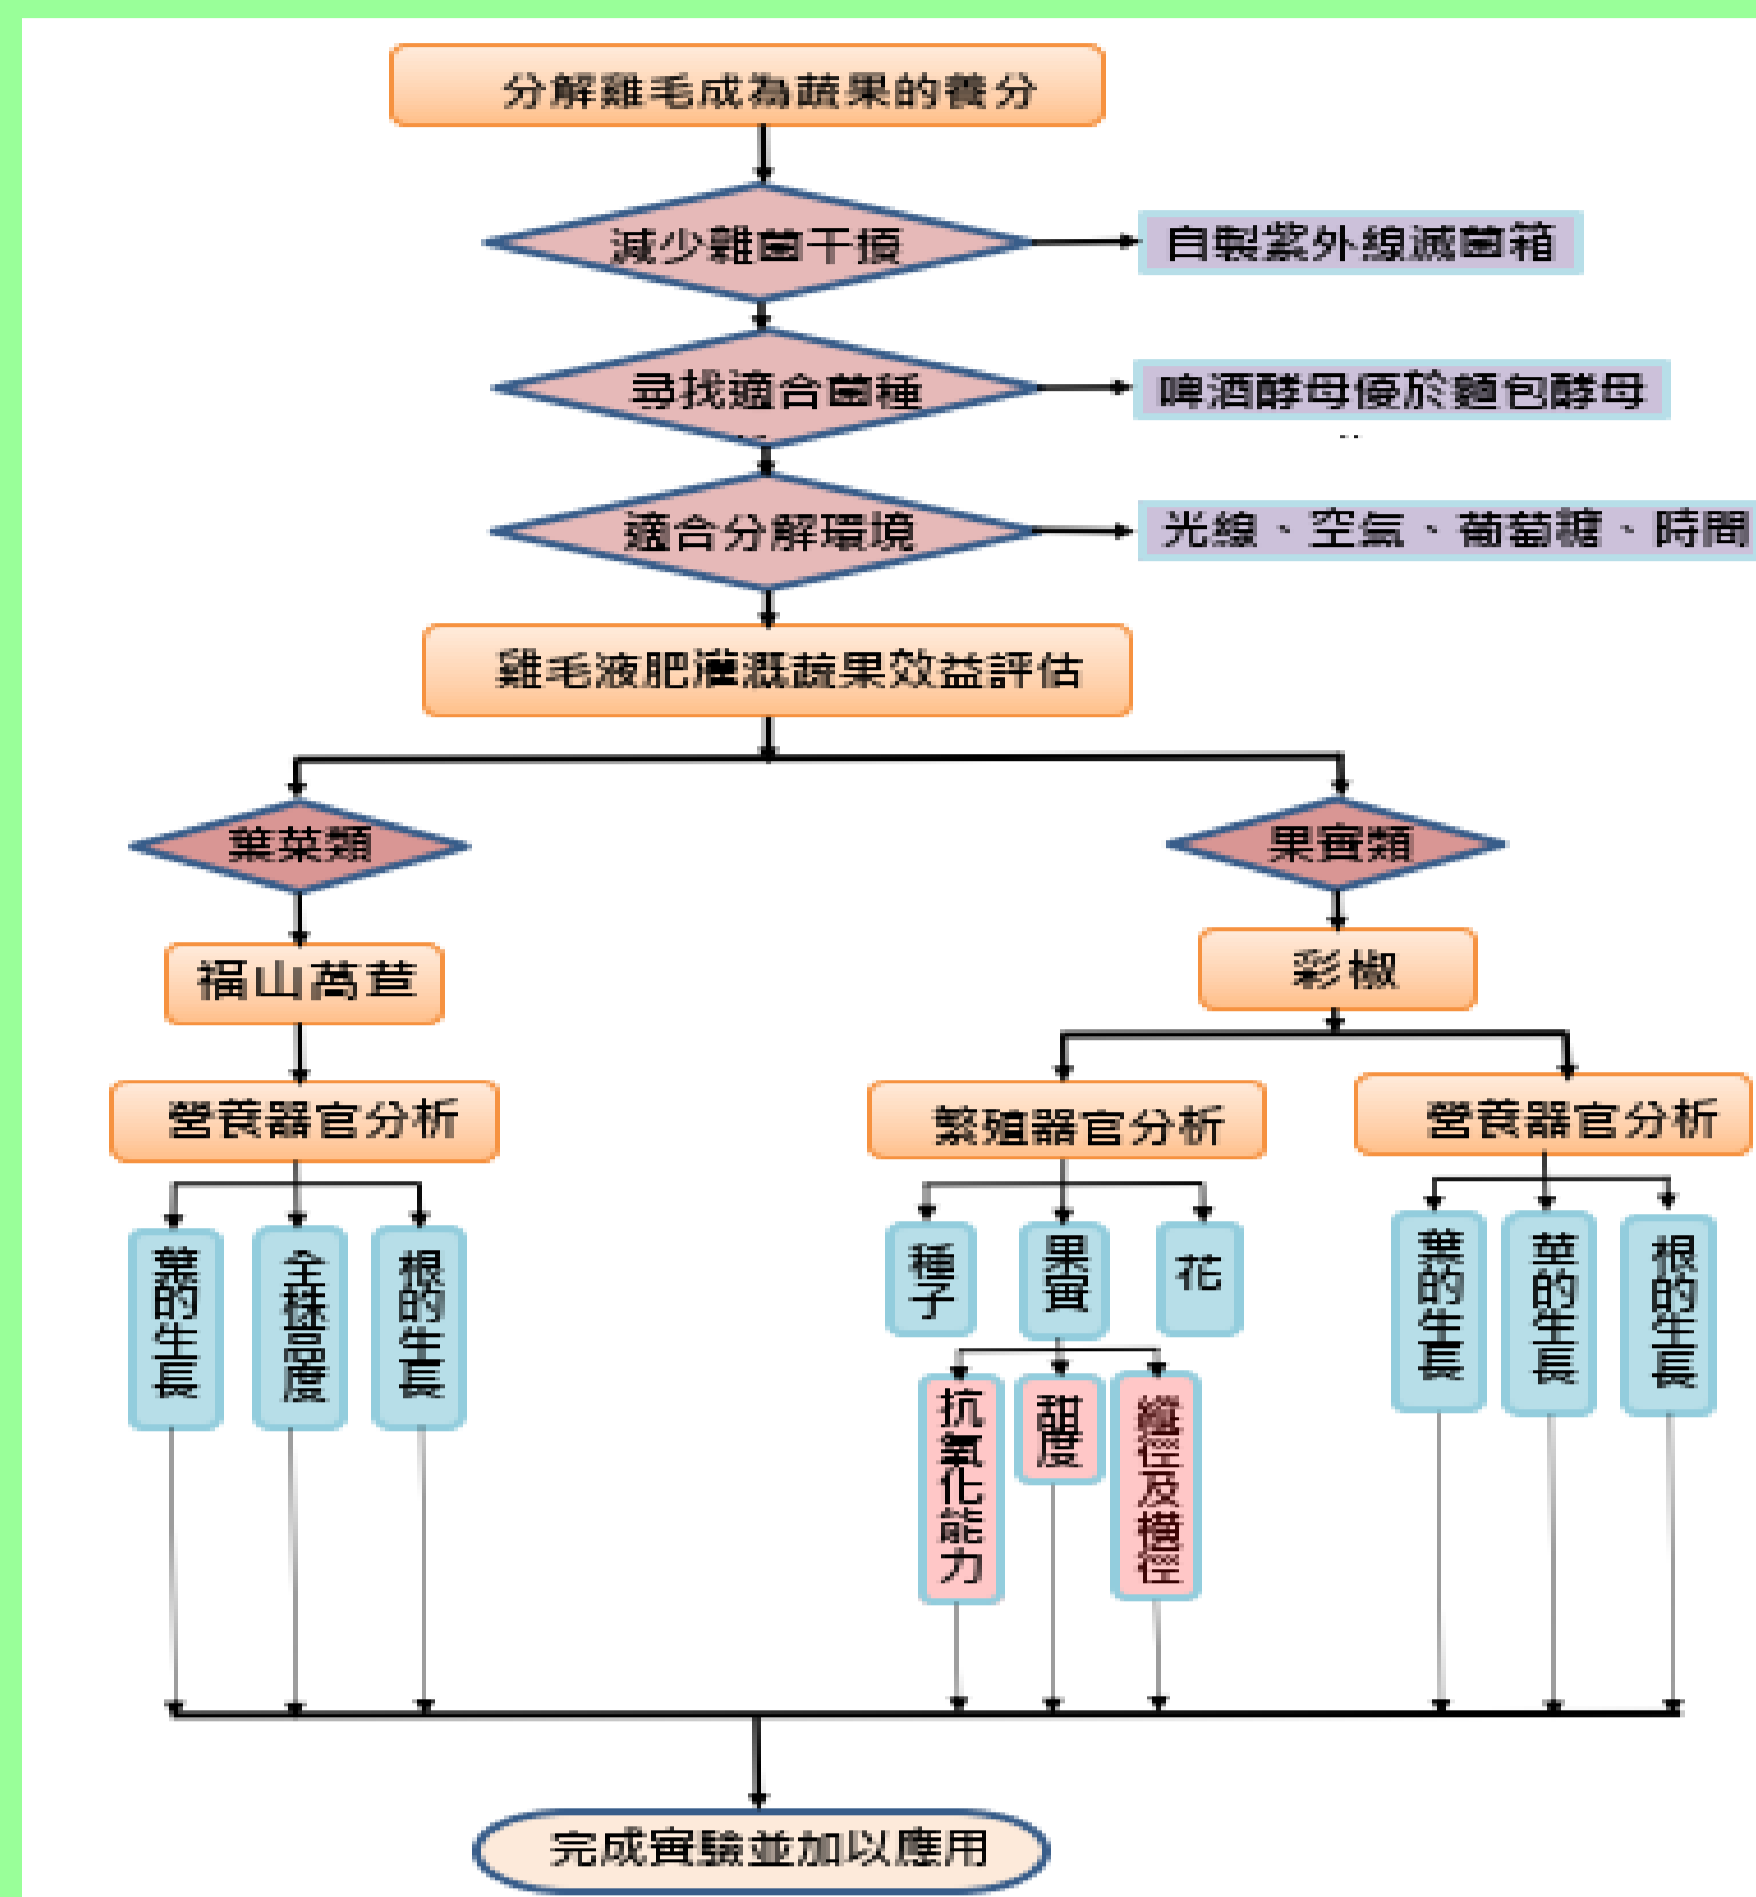 分解雞毛成為蔬果的養分
減少雜菌干擾
自製紫外線滅菌箱
尋找適合菌種
啤酒酵母優於麵包酵母
適合分解環境
光線、空氣、葡萄糖、時間
雞毛液肥灌溉蔬果效益評估
葉菜類
果實類
福山萵苣
彩椒
營養器官分析
繁殖器官分析
營養器官分析
葉的生長
全株鮮重
根的生長
種子
果實
花
葉的生長
莖的生長
根的生長
抗氧化能力
甜度
縱徑及橫徑
完成實驗並加以應用